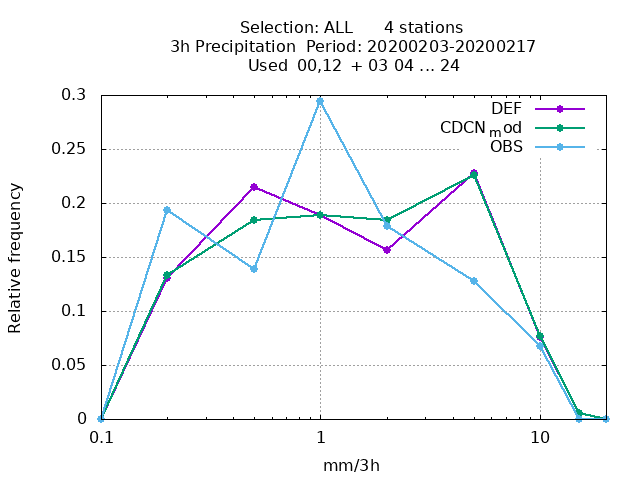 Selection: ALL      4 stations
3h Precipitation  Period: 20200203-20200217
Used  00,12  + 03 04 ... 24
0.3
DEF
CDCN_mod
OBS
0.25
0.2
0.15
0.1
0.05
0
Relative frequency
0.1
1
10
mm/3h